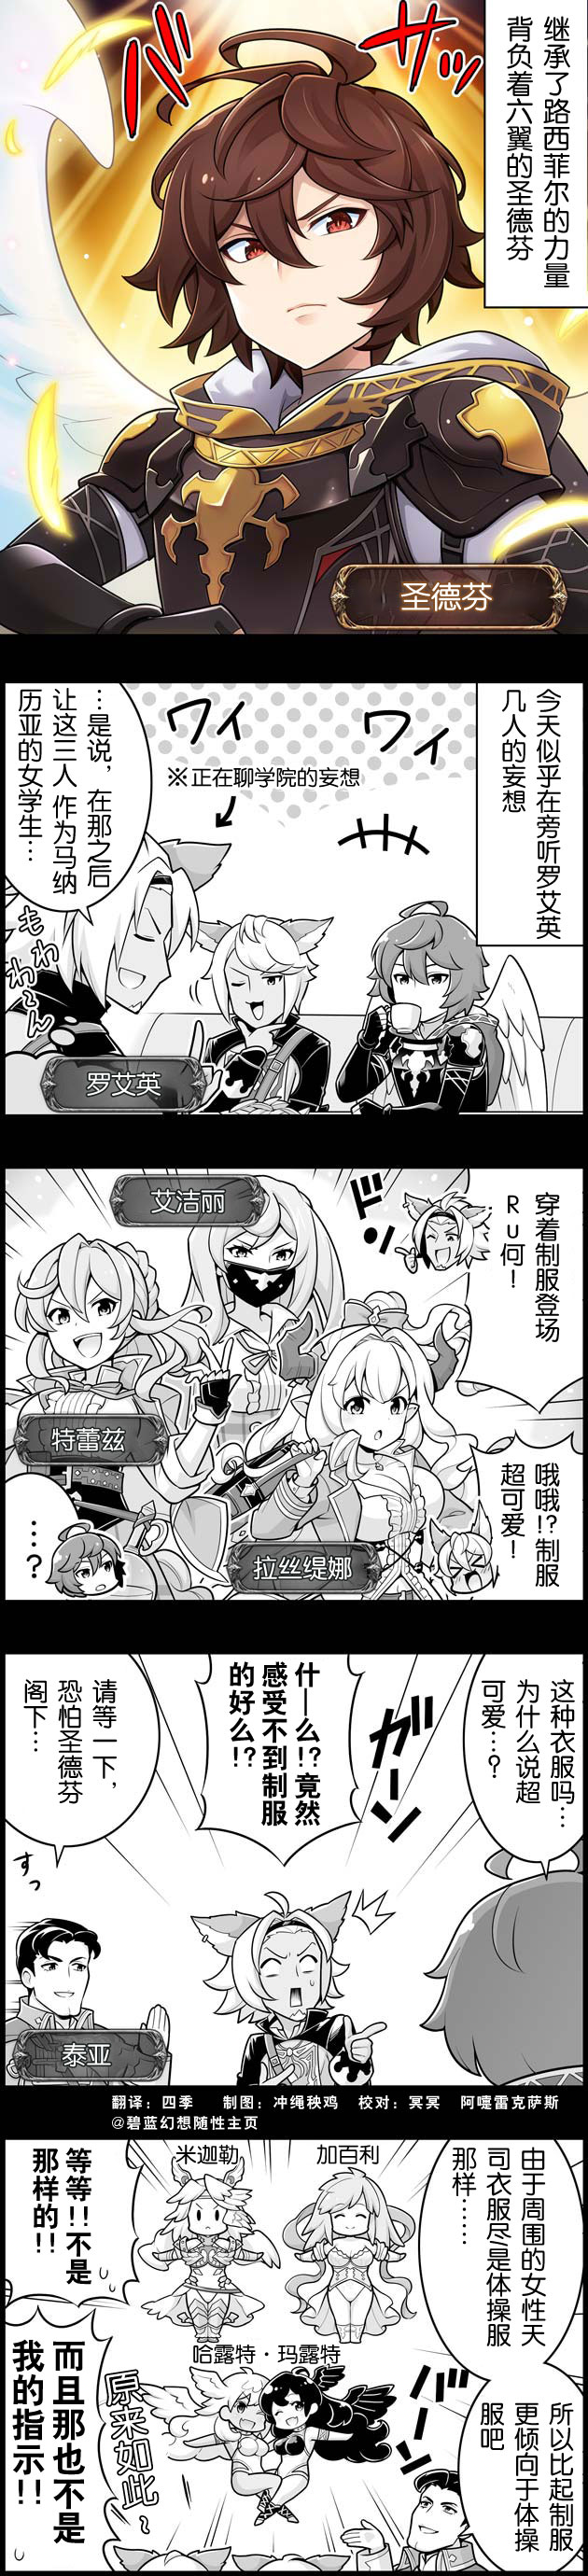 继承了路西菲尔的力量
背负着六翼的圣德芬
ザッ
圣德芬
今天似乎在旁听罗艾英
几人的妄想
ワイ
ワイ
※正在聊学院的妄想
…是说，在那之后
让这三人作为马纳
历亚的女学生…
もわ
もわ～ん
罗艾英
穿着制服登场
Ru何！
ドン
艾洁丽
特蕾兹
哦哦!?制服
超可爱！
拉丝缇娜
…？
这种衣服吗…
为什么说超
可爱…？
ガーン
什—么!?竟然
感受不到制服
的好么!?
请等一下，
恐怕圣德芬
阁下…
すっ
泰亚
翻译：四季 制图：冲绳秧鸡 校对：冥冥 阿嚏雷克萨斯
@碧蓝幻想随性主页
由于周围的女性天
司衣服尽是体操服
那样……
加百利
米迦勒
等等!!不是
那样的!!
哈露特·玛露特
所以比起制服
更倾向于体操
服吧
原来如此~
而且那也不是
我的指示!!